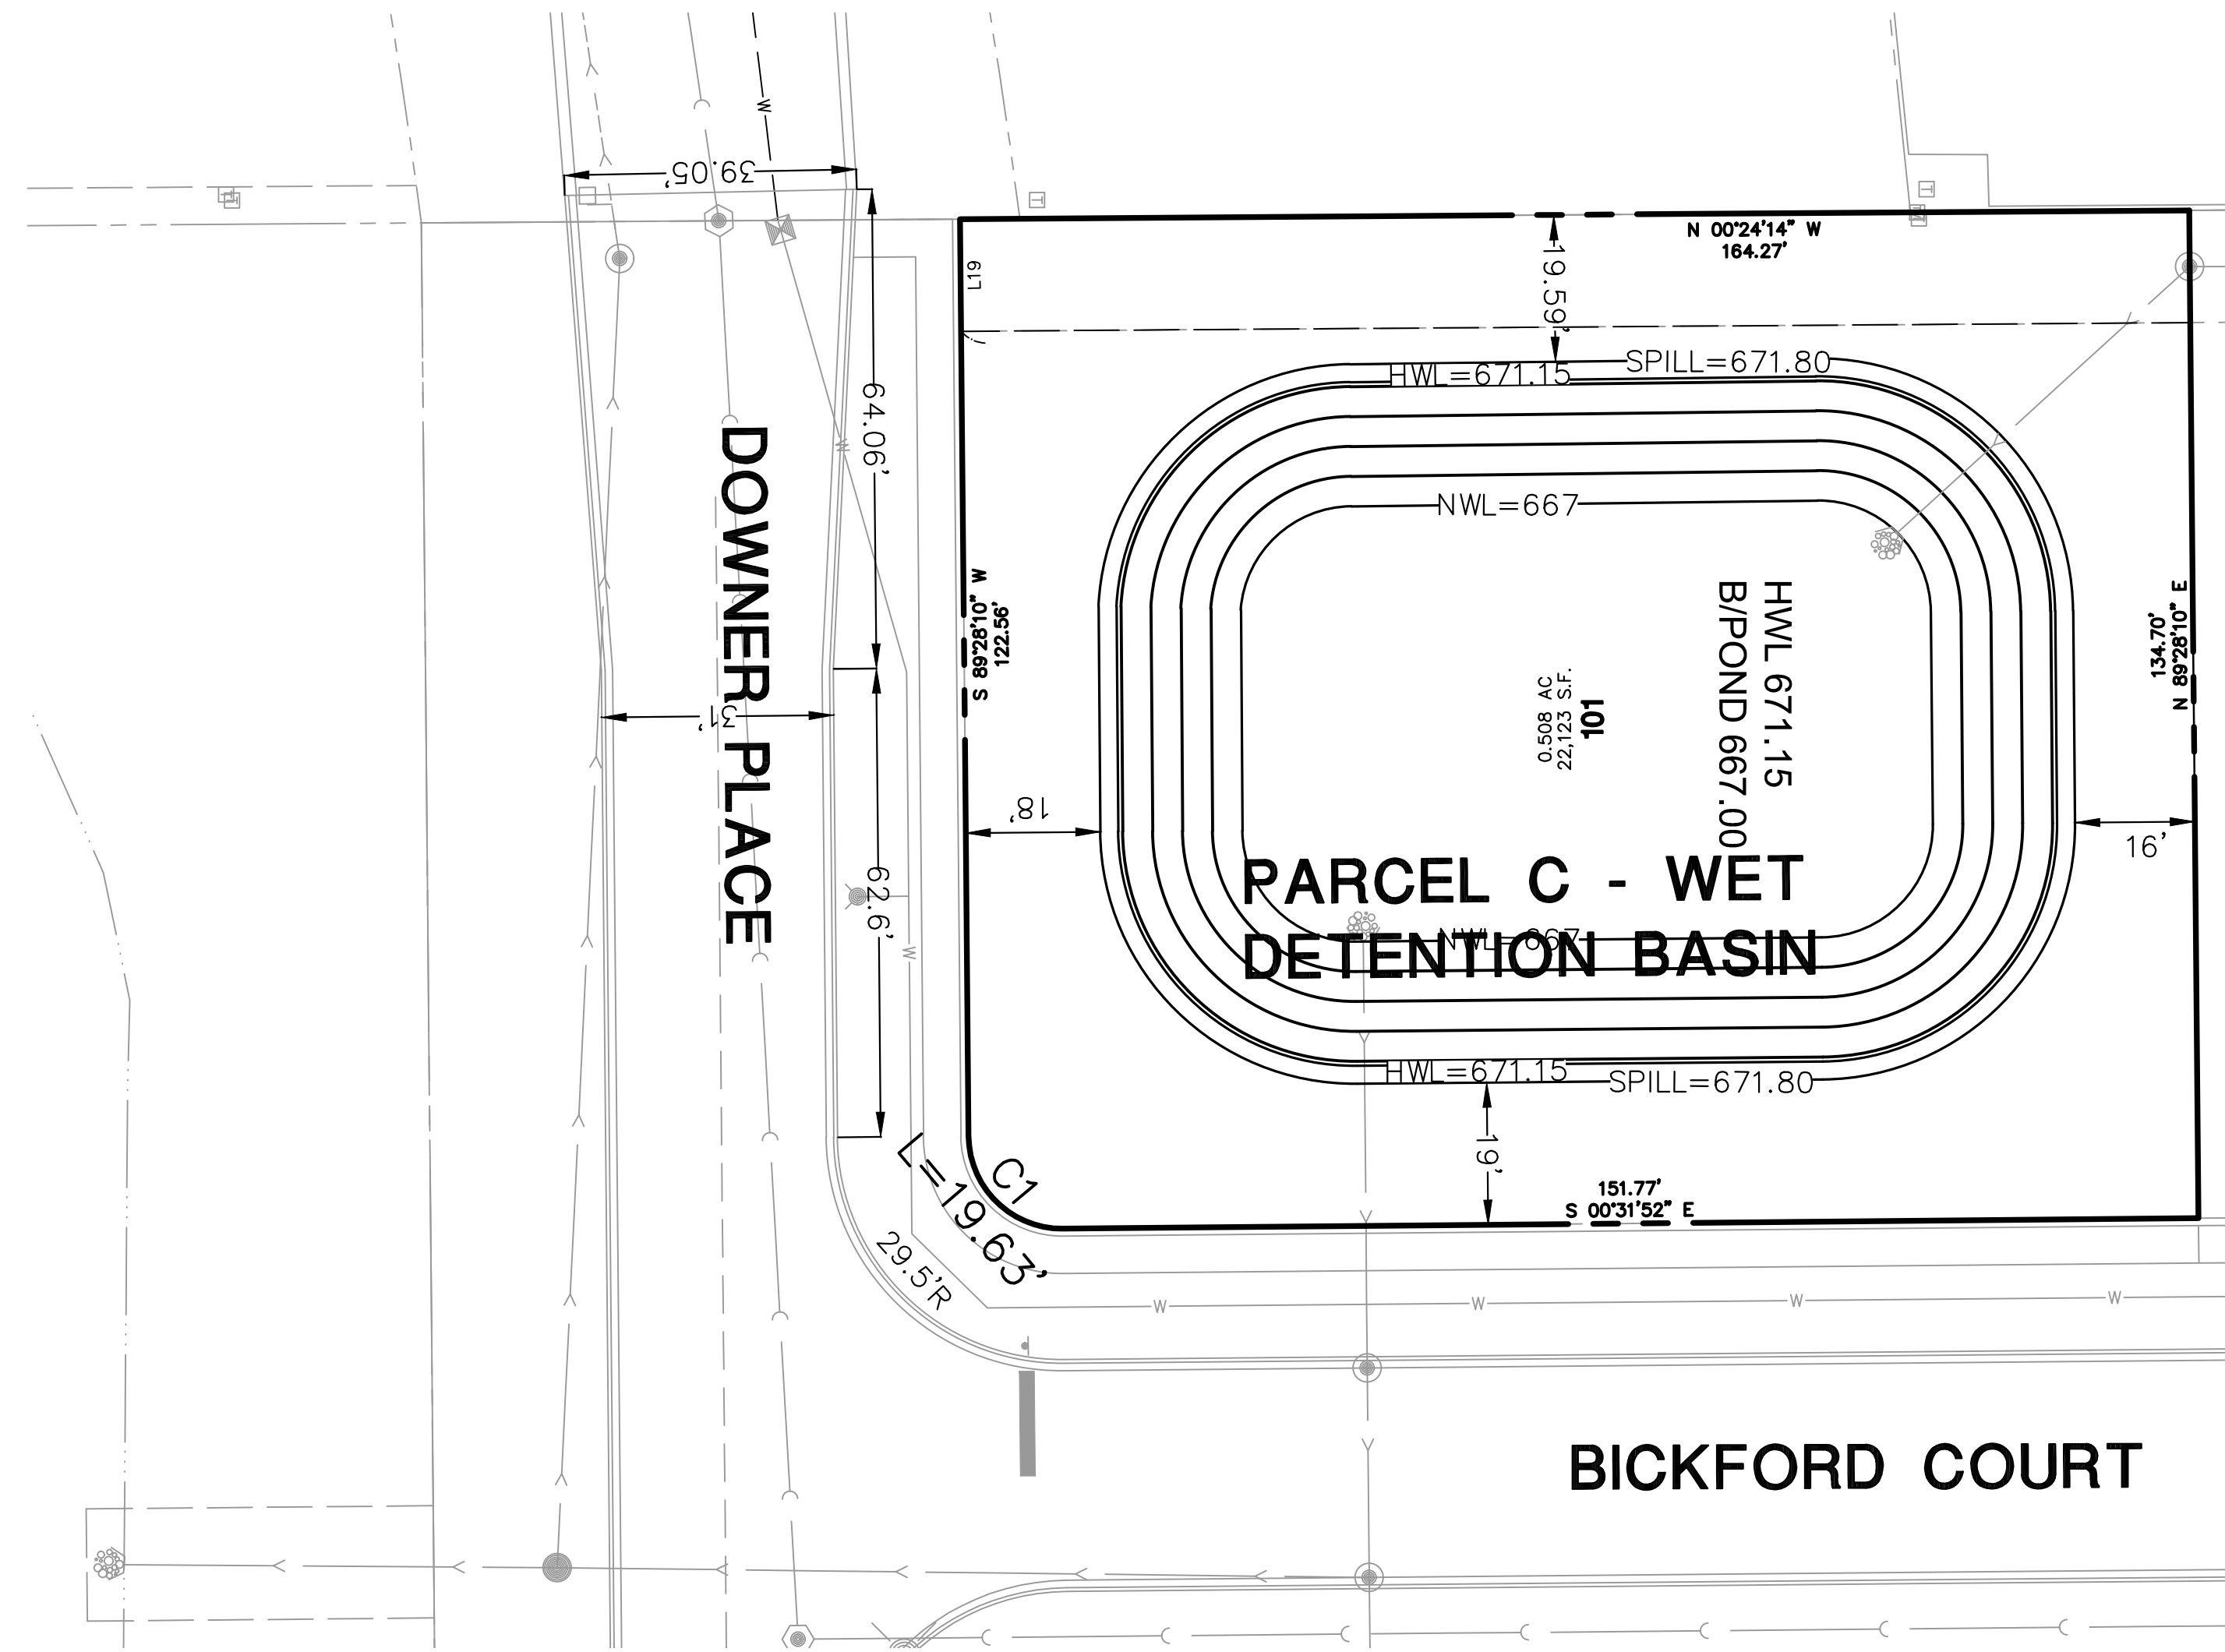 W
39.05'
T
T
T
T
N 00°24'14" W
164.27'
L19
19.59'
SPILL=671.80
HWL=671.15
64.06'
W
NWL=667
DOWNER PLACE
S 89°28'10" W
122.56'
31'
HWL 671.15
B/POND 667.00
0.508 AC
22,123 S.F.
101
134.70'
N 89°28'10" E
18'
16'
62.6'
W
PARCEL C - WET
DETENTION BASIN
NWL=667
HWL=671.15
SPILL=671.80
19'
C1
L=19.63'
29.5'R
151.77'
S 00°31'52" E
W
W
W
W
BICKFORD COURT